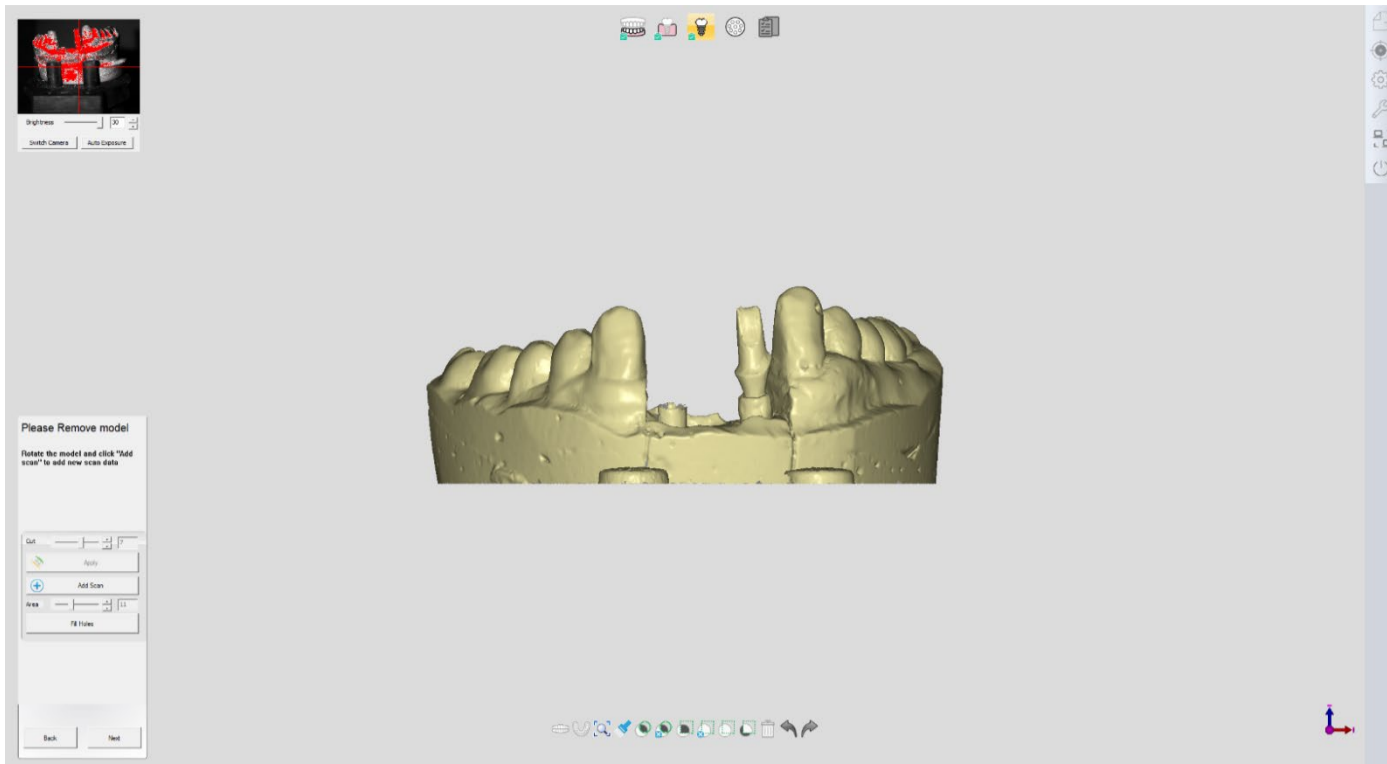 Brightness
30
Switch Camera
Auto Exposure
Please Remove model
Rotate the model and click "Add
scan" to add new scan data
Cut
7
Apply
Add Scan
Area
Fill Holes
Back
Next